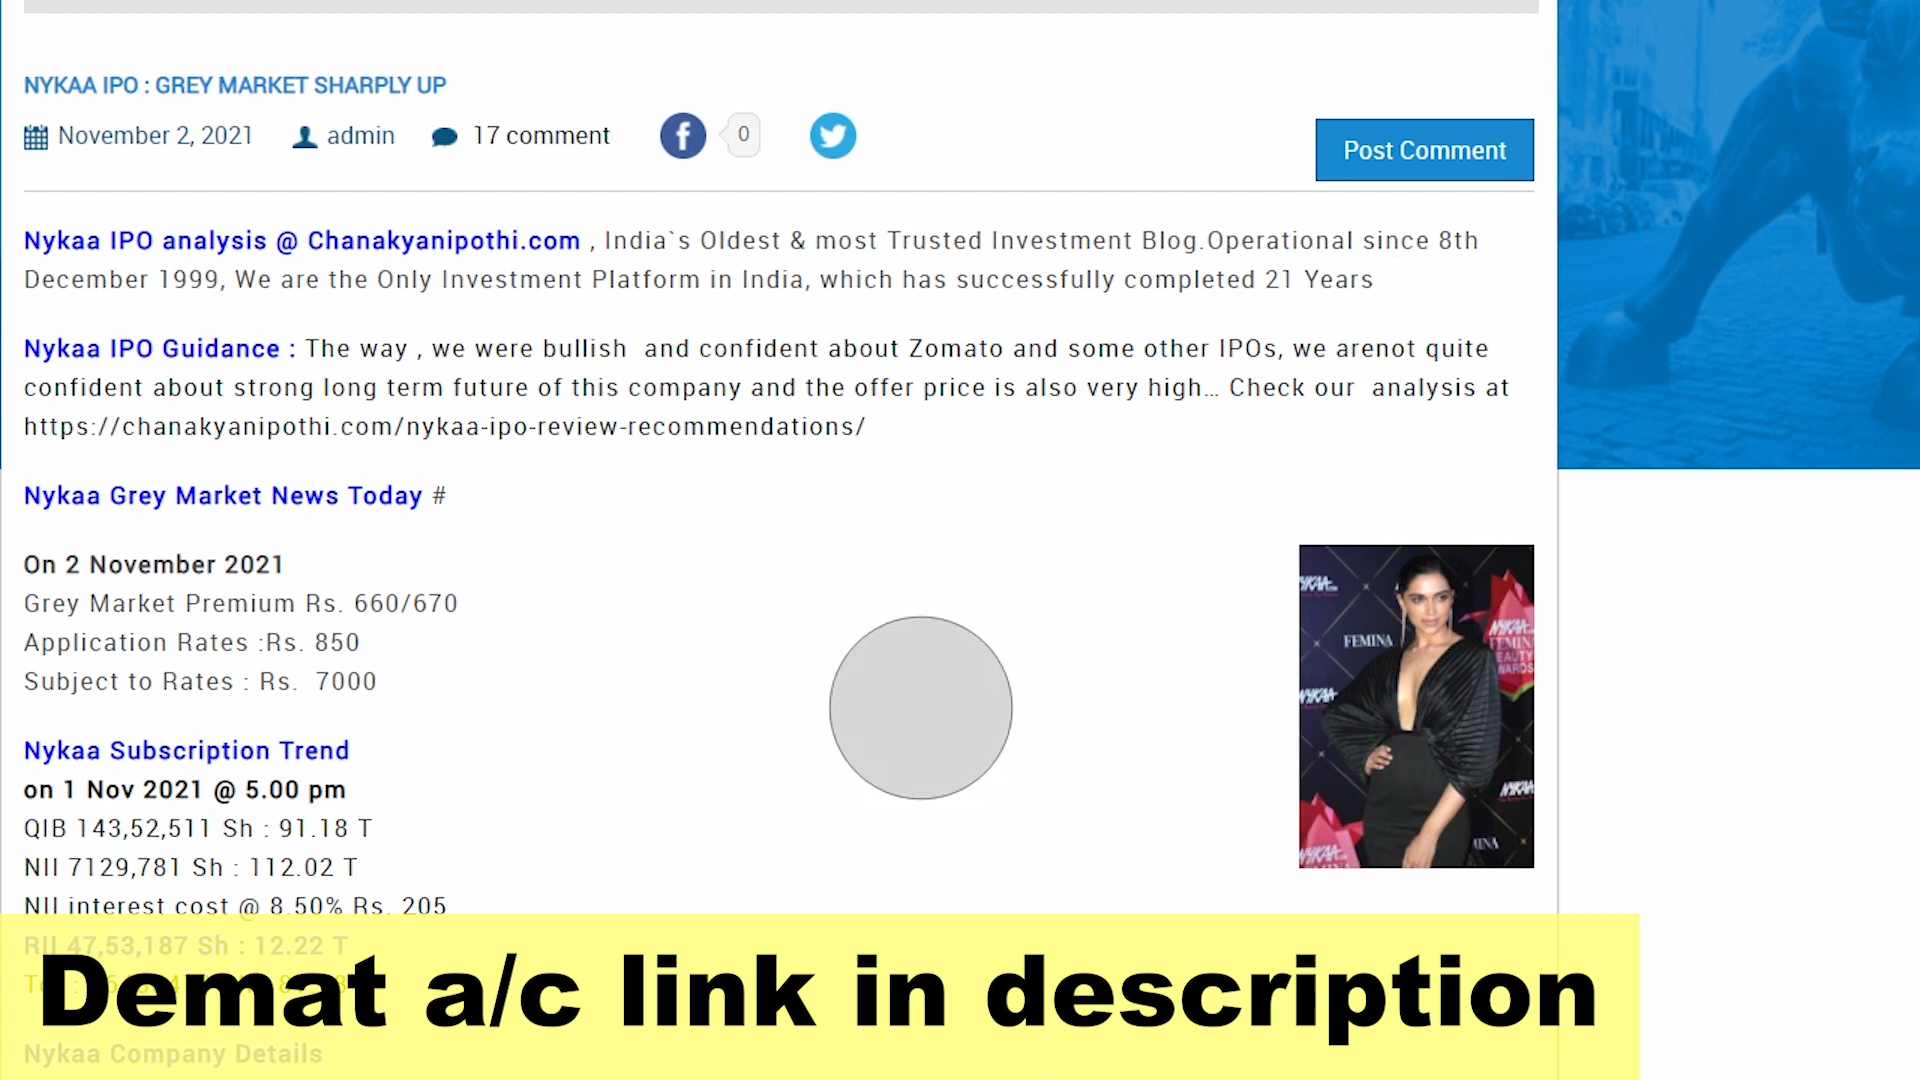 NYKAA IPO : GREY MARKET SHARPLY UP
November 2, 2021 admin 17 comment 0
Post Comment
Nykaa IPO analysis @ Chanakyanipothi.com , India`s Oldest & most Trusted Investment Blog.Operational since 8th
December 1999, We are the Only Investment Platform in India, which has successfully completed 21 Years
Nykaa IPO Guidance : The way , we were bullish and confident about Zomato and some other IPOs, we arenot quite
confident about strong long term future of this company and the offer price is also very high... Check our analysis at
https://chanakyanipothi.com/nykaa-ipo-review-recommendations/
Nykaa Grey Market News Today #
On 2 November 2021
Grey Market Premium Rs. 660/670
Application Rates :Rs. 850
Subject to Rates : Rs. 7000
FEMINA
NYKAA
Nykaa Subscription Trend
on 1 Nov 2021 @ 5.00 pm
QIB 143,52,511 Sh : 91.18 T
NII 7129,781 Sh : 112.02 T
NII interest cost @ 8.50% Rs. 205
RII 47,53,187 Sh : 12.22 T
Demat a/c link in description
Nykaa Company Details